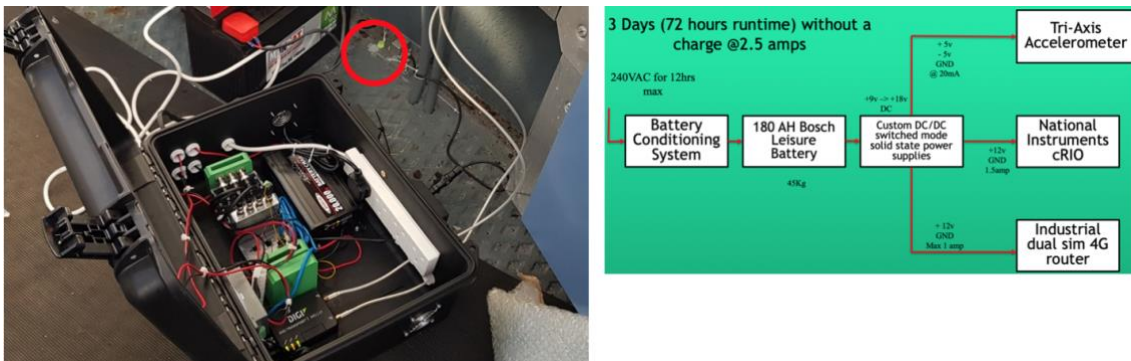 3 Days (72 hours runtime) without a
charge @2.5 amps
240VAC for 12hrs
max
Battery
Conditioning
System
180 AH Bosch
Leisure
Battery
45Kg
+9v -> +18v
DC
Custom DC/DC
switched mode
solid state power
supplies
+ 5v
- 5v
GND
@ 20mA
Tri-Axis
Accelerometer
+12v
GND
1.5amp
National
Instruments
cRIO
+ 12v
GND
Max 1 amp
Industrial
dual sim 4G
router
20,000
DIGI